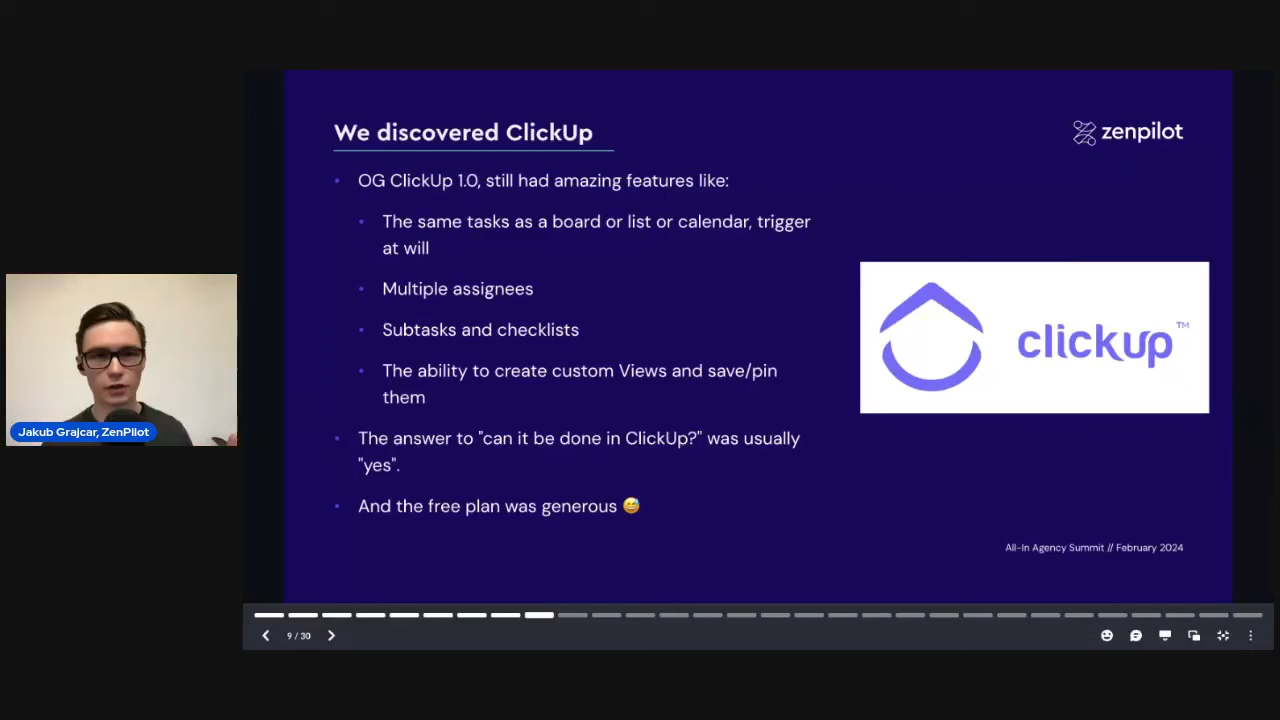 We discovered ClickUp
zenpilot
OG ClickUp 1.0, still had amazing features like:
The same tasks as a board or list or calendar, trigger
at will
Multiple assignees
Subtasks and checklists
The ability to create custom Views and save/pin
them
The answer to "can it be done in ClickUp?" was usually
"yes".
And the free plan was generous 😅
clickup™
All-In Agency Summit // February 2024
Jakub Grajcar, ZenPilot
9 / 30